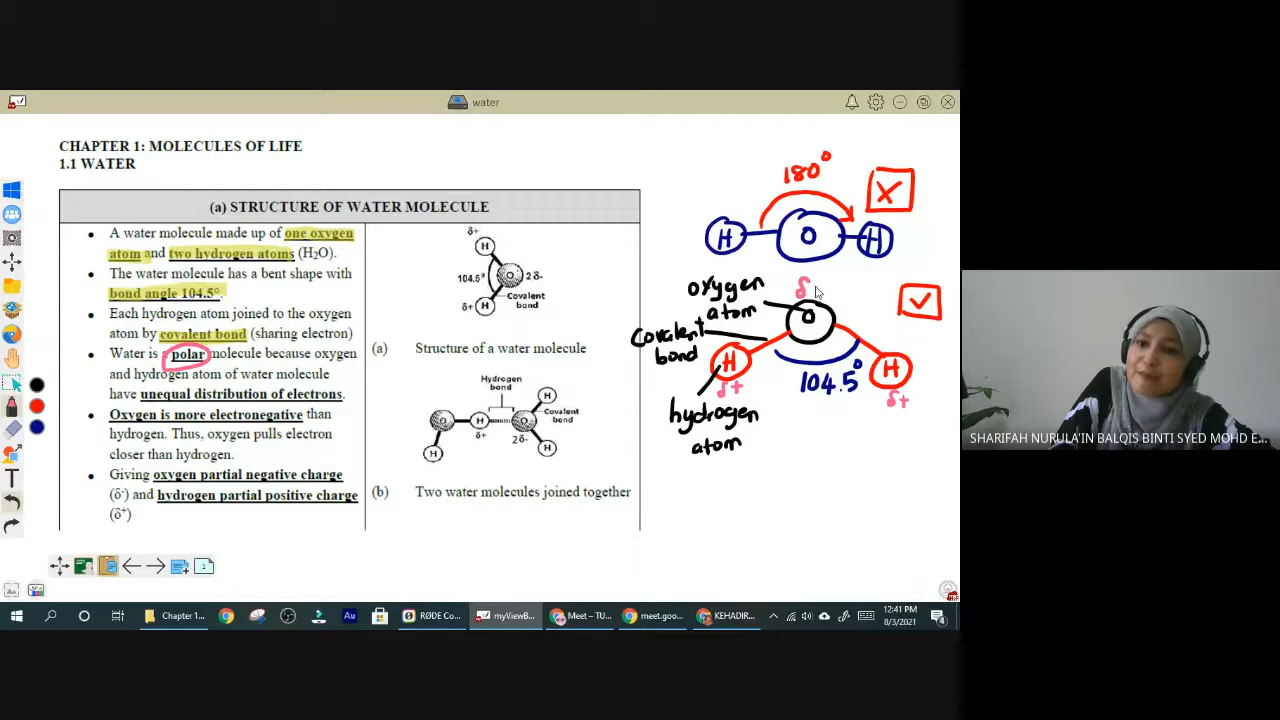 water
CHAPTER 1: MOLECULES OF LIFE
1.1 WATER
(a) STRUCTURE OF WATER MOLECULE
• A water molecule made up of one oxygen
atom and two hydrogen atoms (H₂O).
• The water molecule has a bent shape with
bond angle 104.5°.
• Each hydrogen atom joined to the oxygen
atom by covalent bond (sharing electron)
• Water is a polar molecule because oxygen
and hydrogen atom of water molecule
have unequal distribution of electrons.
• Oxygen is more electronegative than
hydrogen. Thus, oxygen pulls electron
closer than hydrogen.
• Giving oxygen partial negative charge
(δ-) and hydrogen partial positive charge
(δ+)
δ+
H
104.5°
O
2δ-
Covalent
bond
δ+
H
(a) Structure of a water molecule
Hydrogen
bond
H
Covalent
bond
O
H
O
δ+
2δ-
H
H
(b) Two water molecules joined together
180°
X
H
O
H
oxygen
atom
δ
O
covalent
bond
H
δ+
104.5°
H
δ+
hydrogen
atom
SHARIFAH NURULA'IN BALQIS BINTI SYED MOHD E...
T
1
Chapter 1...
Au
RØDE Co...
myViewB...
Meet – TU...
meet.goo...
KEHADIR...
12:41 PM
8/3/2021
4